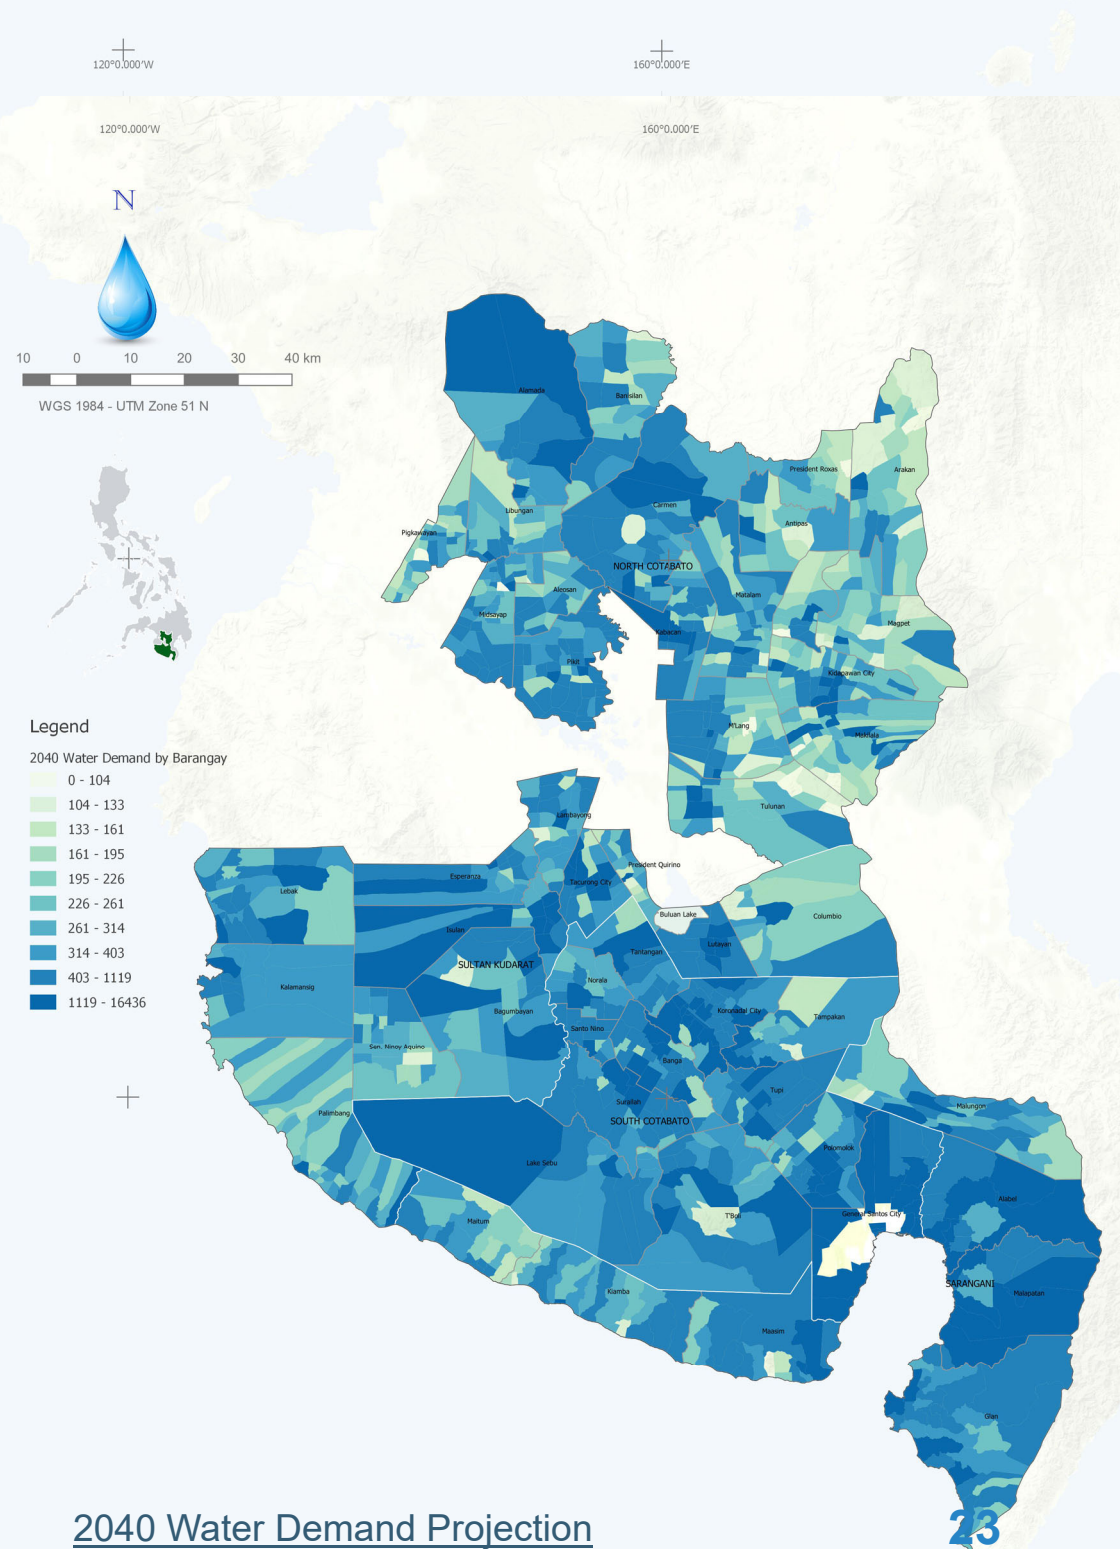 120°0.000'W 160°0.000'E
120°0.000'W 160°0.000'E
N
10 0 10 20 30 40 km
WGS 1984 - UTM Zone 51 N
Alamada
Banisilan
President Roxas
Arakan
Carmen
Libungan
Antipas
Pigkawayan
NORTH COTABATO
Aleosan
Matalam
Midsayap
Magpet
Kabacan
Pikit
Kidapawan City
M'Lang
Makilala
Tulunan
Legend
2040 Water Demand by Barangay
0 - 104
104 - 133
133 - 161
161 - 195
195 - 226
226 - 261
261 - 314
314 - 403
403 - 1119
1119 - 16436
Lambayong
President Quirino
Esperanza
Tacurong City
Lebak
Buluan Lake
Columbio
Isulan
Lutayan
Tantangan
SULTAN KUDARAT
Norala
Kalamansig
Bagumbayan
Koronadal City
Tampakan
Santo Nino
Sen. Ninoy Aquino
Banga
Tupi
Surallah
Malungon
Palimbang
SOUTH COTABATO
Polomolok
Lake Sebu
Alabel
T'Boli
General Santos City
Maitum
SARANGANI
Kiamba
Malapatan
Maasim
Glan
2040 Water Demand Projection
23